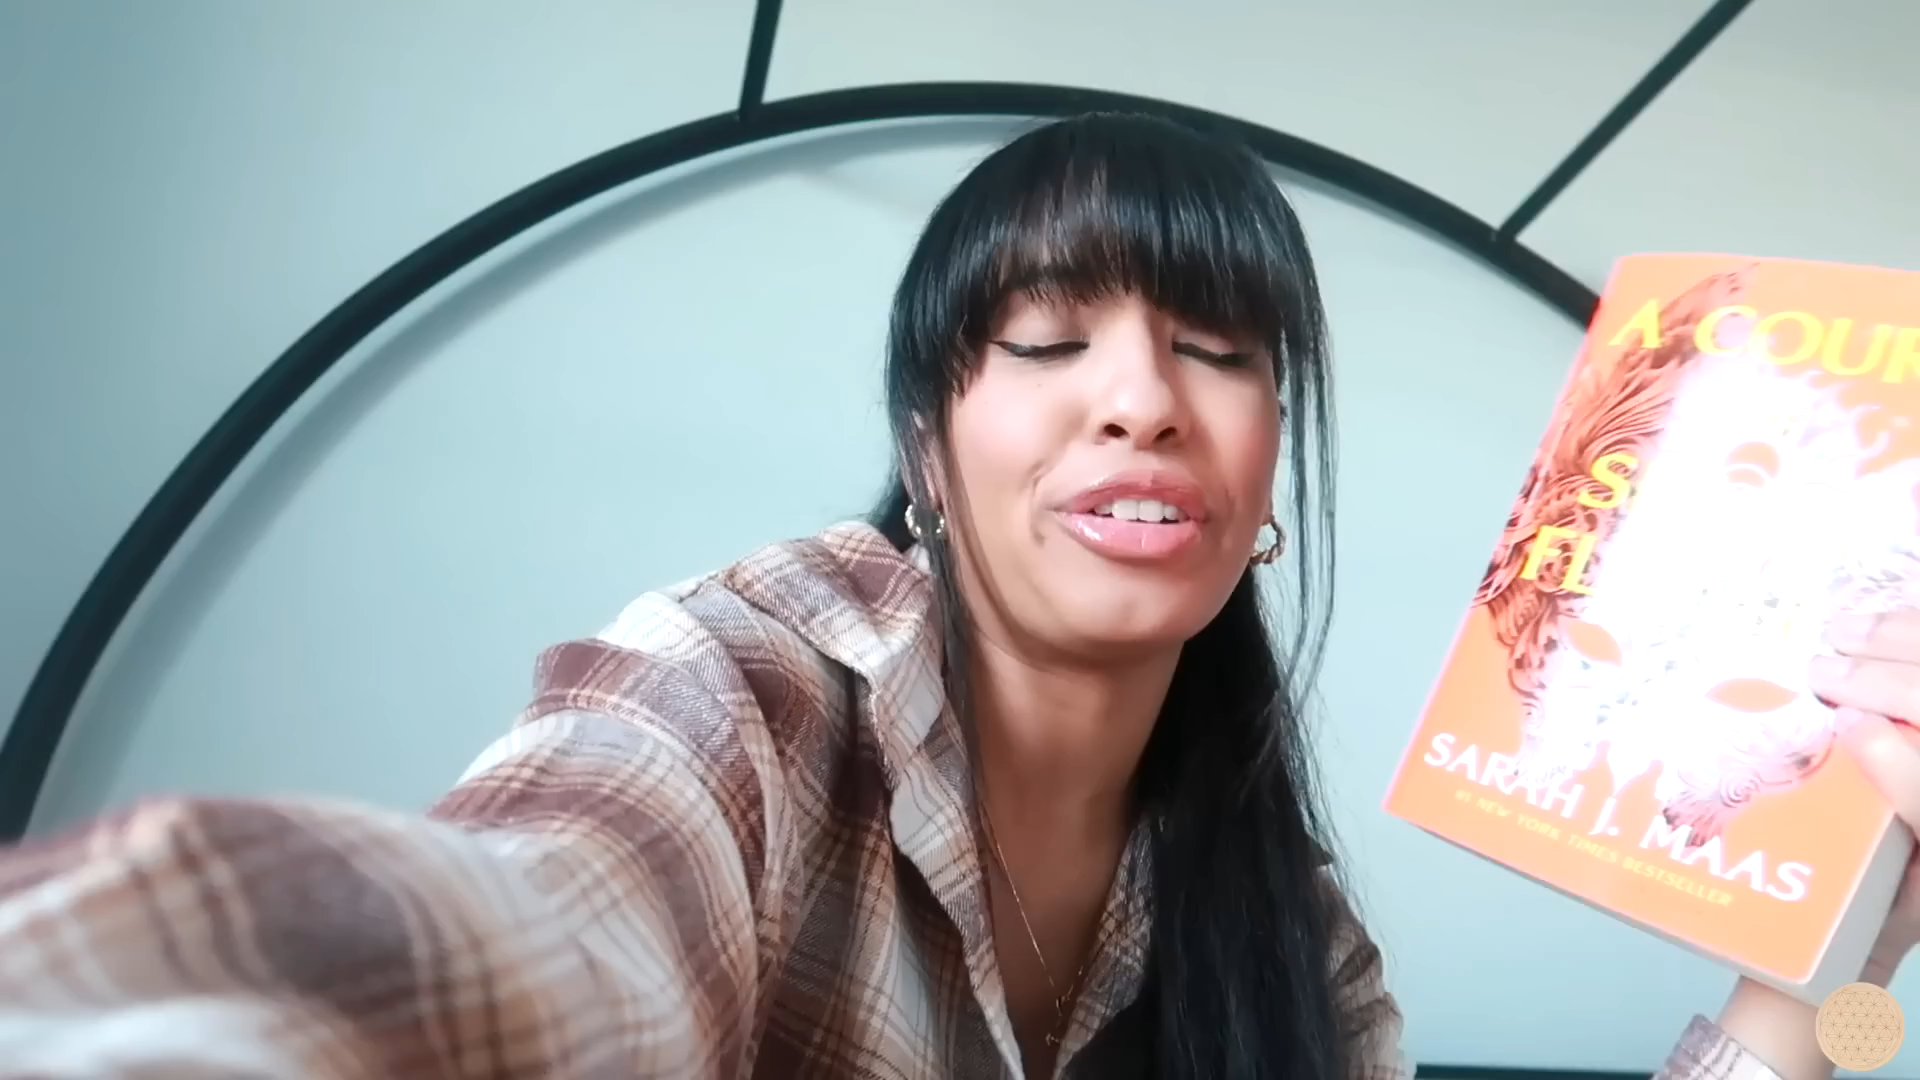 A COUR
S
FL
SARAH J. MAAS
#1 NEW YORK TIMES BESTSELLER